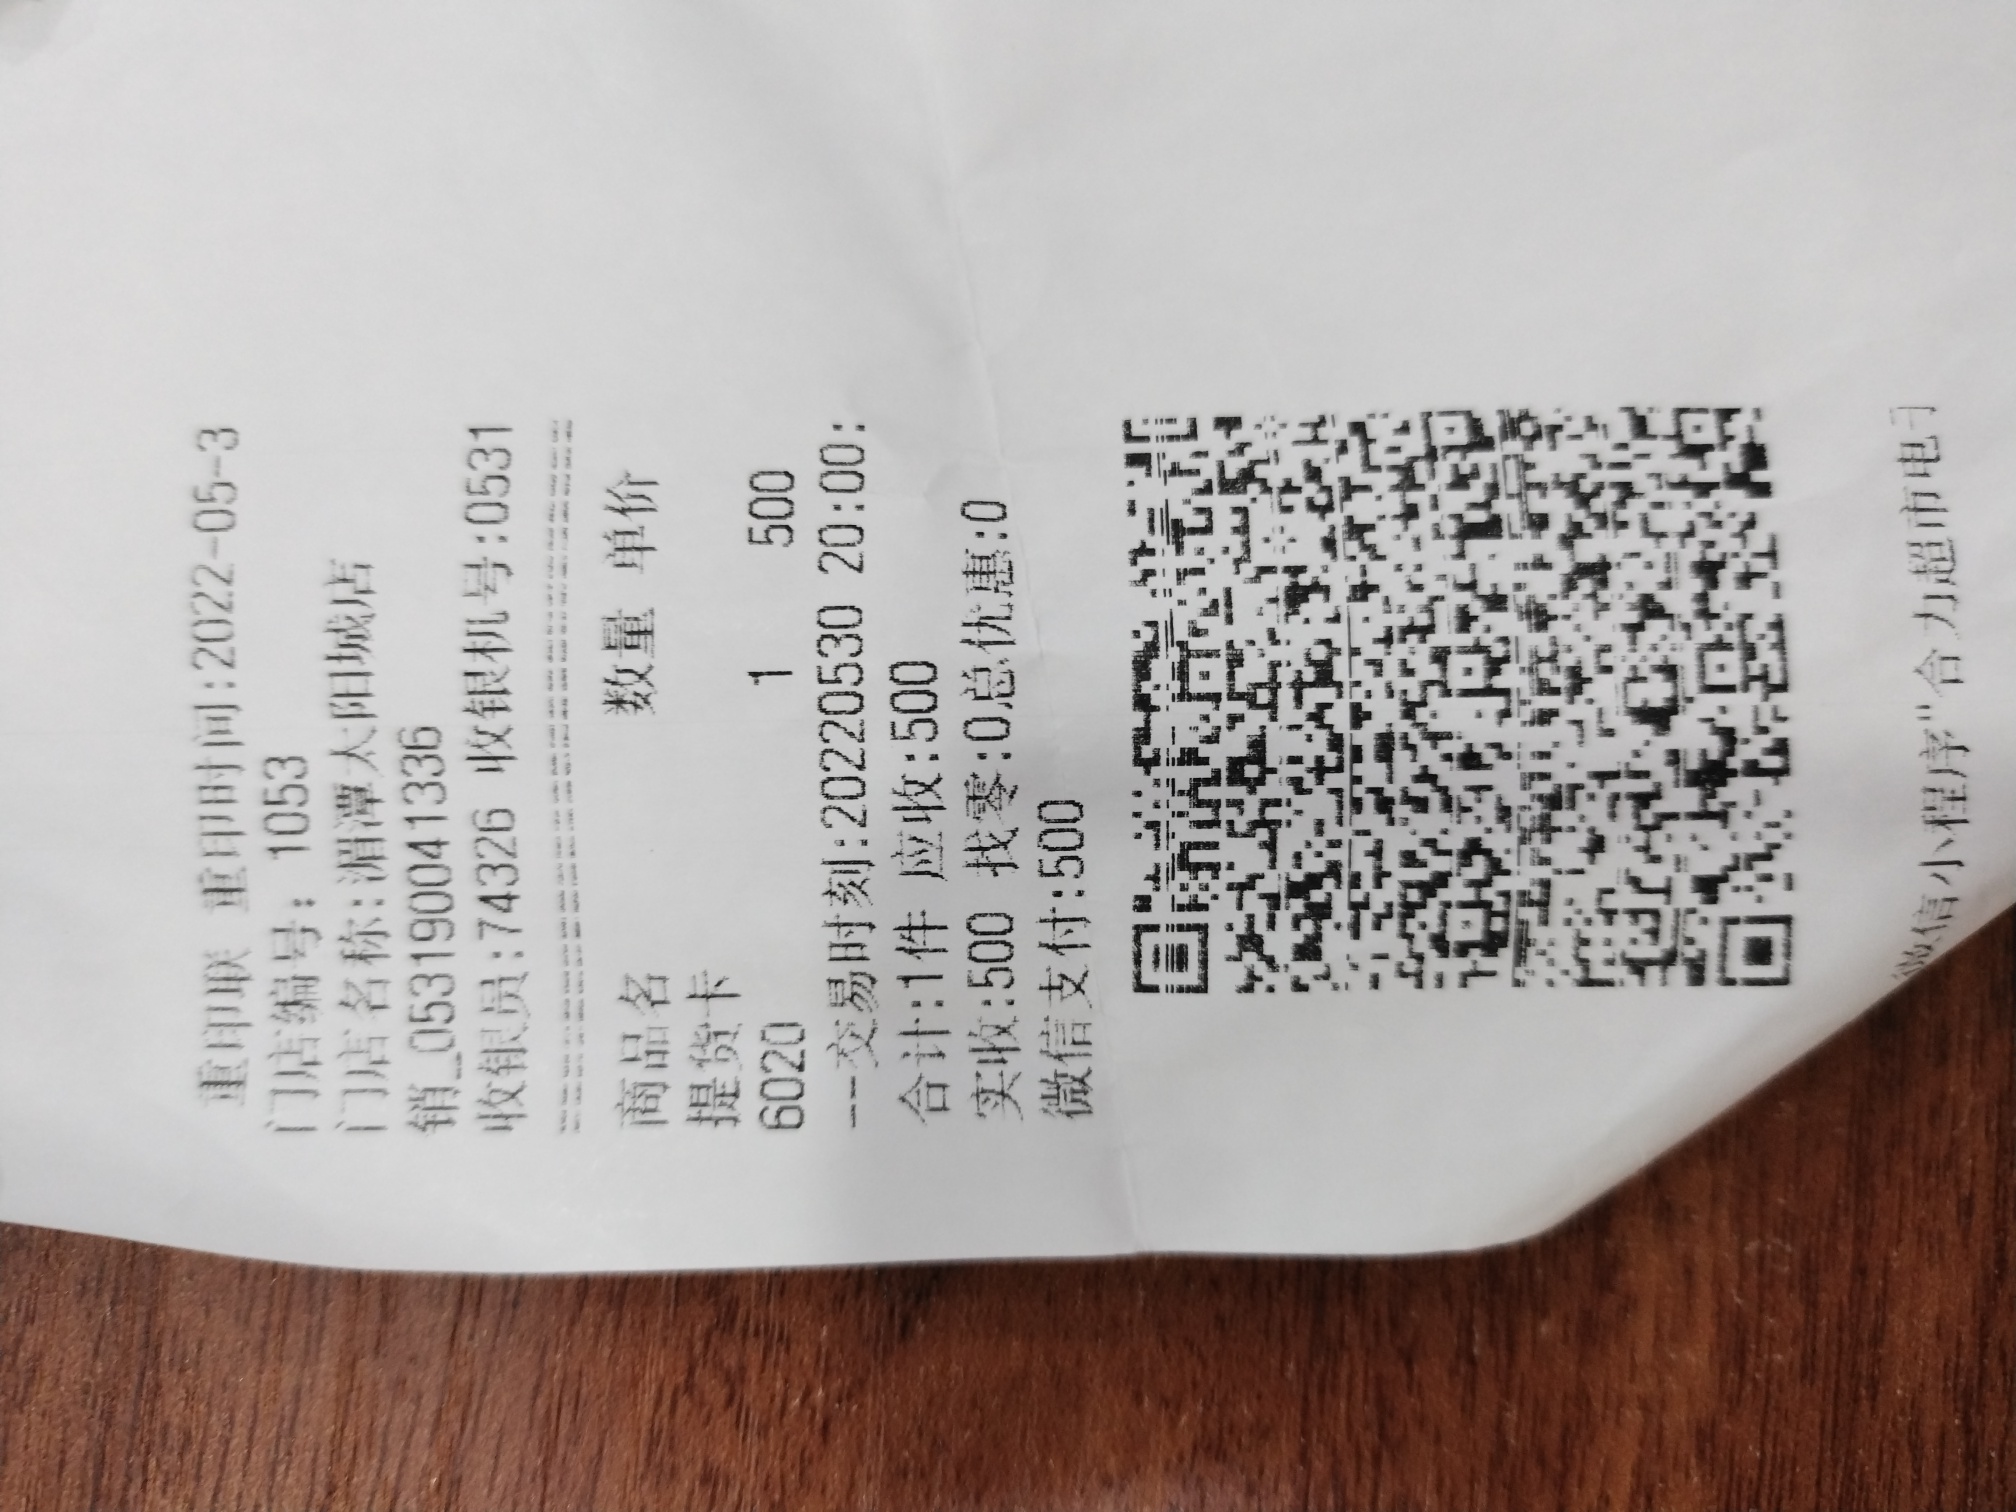 重印联 重印时间:2022-05-3
门店编号: 1053
门店名称:湄潭太阳城店
销_053190041336
收银员:74326 收银机号:0531
商品名 数量 单价
提货卡
6020 1 500
--交易时刻:20220530 20:00:
合计:1件 应收:500
实收:500 找零:0总优惠:0
微信支付:500
微信小程序"合力超市电子